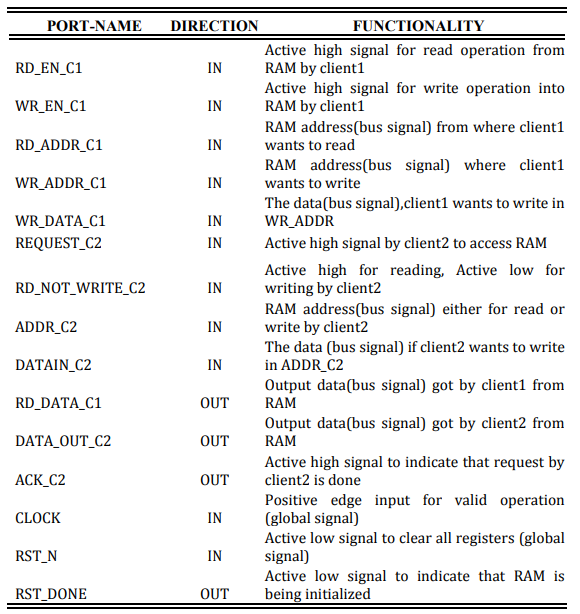 PORT-NAME DIRECTION FUNCTIONALITY
Active high signal for read operation from
RD_EN_C1 IN RAM by client1
Active high signal for write operation into
WR_EN_C1 IN RAM by client1
RAM address(bus signal) from where client1
RD_ADDR_C1 IN wants to read
RAM address(bus signal) where client1
WR_ADDR_C1 IN wants to write
The data(bus signal),client1 wants to write in
WR_DATA_C1 IN WR_ADDR
REQUEST_C2 IN Active high signal by client2 to access RAM
Active high for reading, Active low for
RD_NOT_WRITE_C2 IN writing by client2
RAM address(bus signal) either for read or
ADDR_C2 IN write by client2
The data (bus signal) if client2 wants to write
DATAIN_C2 IN in ADDR_C2
Output data(bus signal) got by client1 from
RD_DATA_C1 OUT RAM
Output data(bus signal) got by client2 from
DATA_OUT_C2 OUT RAM
Active high signal to indicate that request by
ACK_C2 OUT client2 is done
Positive edge input for valid operation
CLOCK IN (global signal)
Active low signal to clear all registers (global
RST_N IN signal)
Active low signal to indicate that RAM is
RST_DONE OUT being initialized